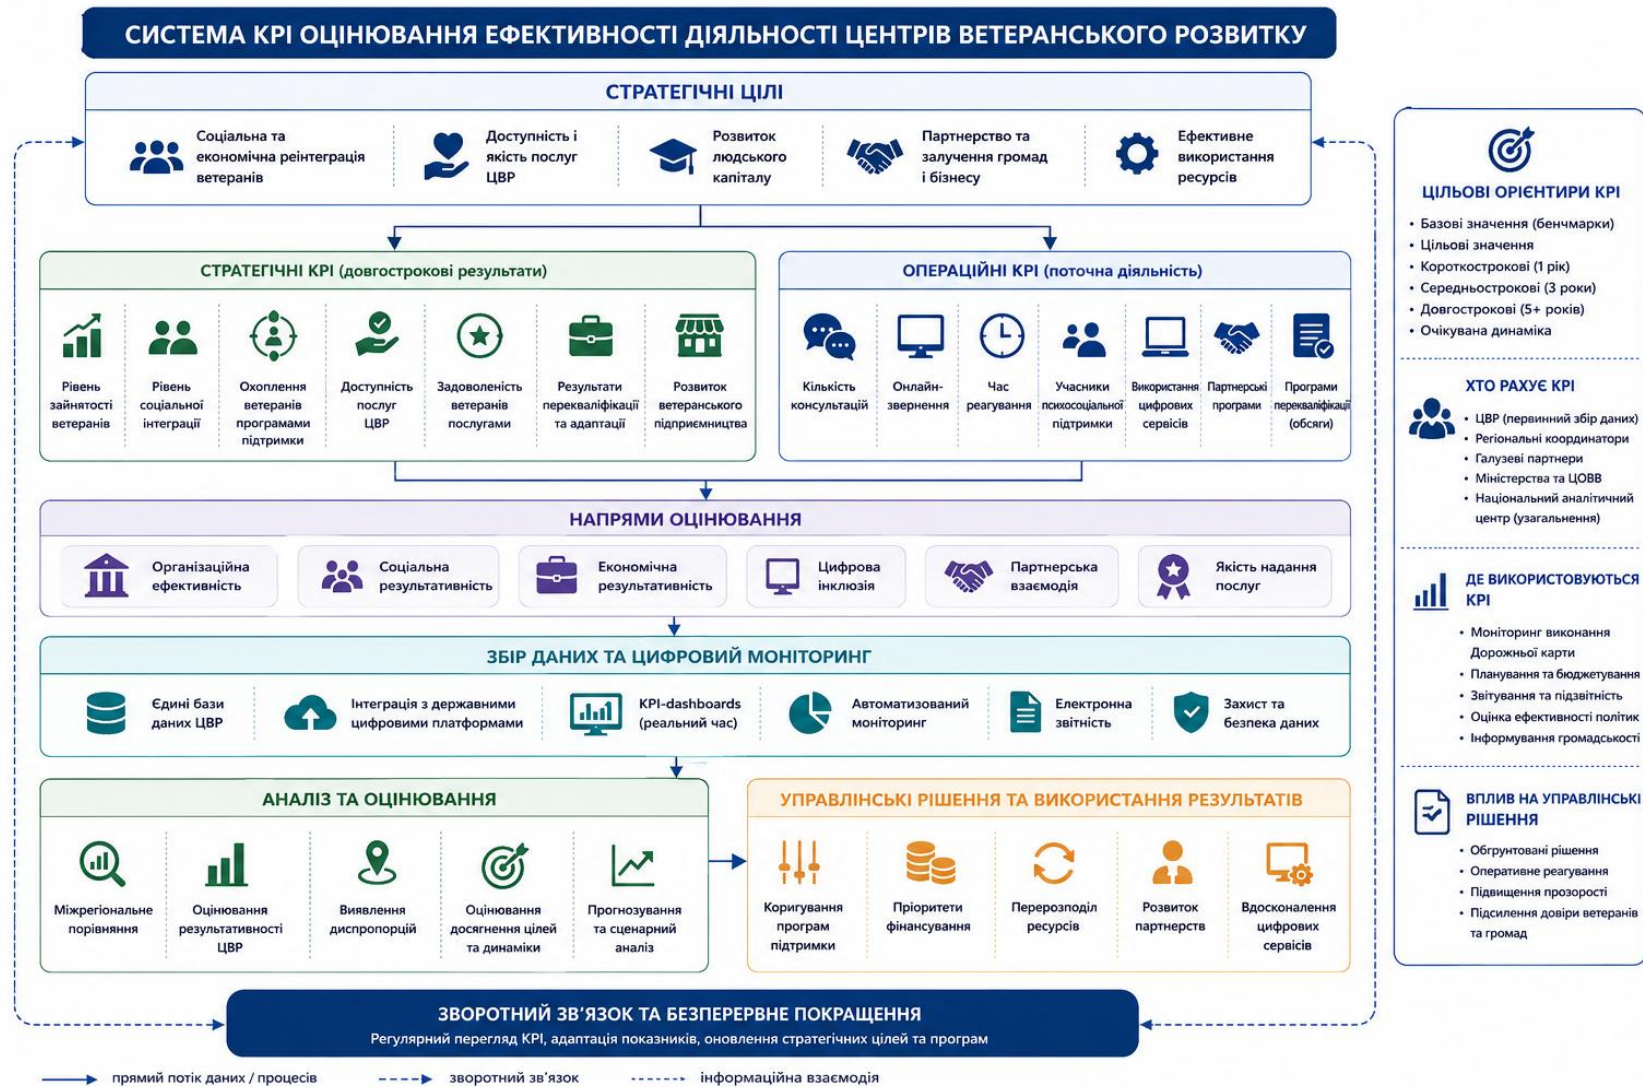 СИСТЕМА КРІ ОЦІНЮВАННЯ ЕФЕКТИВНОСТІ ДІЯЛЬНОСТІ ЦЕНТРІВ ВЕТЕРАНСЬКОГО РОЗВИТКУ
СТРАТЕГІЧНІ ЦІЛІ
Соціальна та
економічна реінтеграція
ветеранів
Доступність і
якість послуг
ЦВР
Розвиток
людського
капіталу
Партнерство та
залучення громад
і бізнесу
Ефективне
використання
ресурсів
СТРАТЕГІЧНІ КРІ (довгострокові результати)
Рівень
зайнятості
ветеранів
Рівень
соціальної
інтеграції
Охоплення
ветеранів
програмами
підтримки
Доступність
послуг
ЦВР
Задоволеність
ветеранів
послугами
Результати
перекваліфікації
та адаптації
Розвиток
ветеранського
підприємництва
ОПЕРАЦІЙНІ КРІ (поточна діяльність)
Кількість
консультацій
Онлайн-
звернення
Час
реагування
Учасники
психосоціальної
підтримки
Використання
цифрових
сервісів
Партнерські
програми
Програми
перекваліфікації
(обсяги)
НАПРЯМИ ОЦІНЮВАННЯ
Організаційна
ефективність
Соціальна
результативність
Економічна
результативність
Цифрова
інклюзія
Партнерська
взаємодія
Якість надання
послуг
ЗБІР ДАНИХ ТА ЦИФРОВИЙ МОНІТОРИНГ
Єдині бази
даних ЦВР
Інтеграція з державними
цифровими платформами
KPI-dashboards
(реальний час)
Автоматизований
моніторинг
Електронна
звітність
Захист та
безпека даних
АНАЛІЗ ТА ОЦІНЮВАННЯ
Міжрегіональне
порівняння
Оцінювання
результативності
ЦВР
Виявлення
диспропорцій
Оцінювання
досягнення цілей
та динаміки
Прогнозування
та сценарний
аналіз
УПРАВЛІНСЬКІ РІШЕННЯ ТА ВИКОРИСТАННЯ РЕЗУЛЬТАТІВ
Коригування
програм
підтримки
Пріоритети
фінансування
Перерозподіл
ресурсів
Розвиток
партнерств
Вдосконалення
цифрових
сервісів
ЗВОРОТНИЙ ЗВ'ЯЗОК ТА БЕЗПЕРЕРВНЕ ПОКРАЩЕННЯ
Регулярний перегляд КРІ, адаптація показників, оновлення стратегічних цілей та програм
прямий потік даних / процесів
зворотний зв'язок
інформаційна взаємодія
ЦІЛЬОВІ ОРІЄНТИРИ КРІ
• Базові значення (бенчмарки)
• Цільові значення
• Короткострокові (1 рік)
• Середньострокові (3 роки)
• Довгострокові (5+ років)
• Очікувана динаміка
ХТО РАХУЄ КРІ
• ЦВР (первинний збір даних)
• Регіональні координатори
• Галузеві партнери
• Міністерства та ЦОВВ
• Національний аналітичний
центр (узагальнення)
ДЕ ВИКОРИСТОВУЮТЬСЯ
КРІ
• Моніторинг виконання
Дорожньої карти
• Планування та бюджетування
• Звітування та підзвітність
• Оцінка ефективності політик
• Інформування громадськості
ВПЛИВ НА УПРАВЛІНСЬКІ
РІШЕННЯ
• Обґрунтовані рішення
• Оперативне реагування
• Підвищення прозорості
• Підсилення довіри ветеранів
та громад